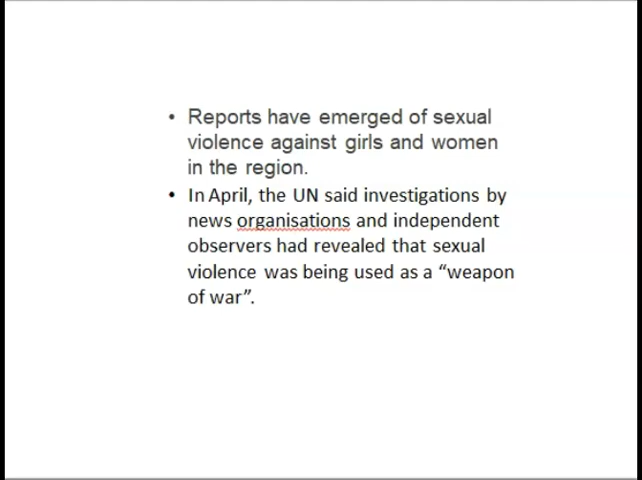 • Reports have emerged of sexual
violence against girls and women
in the region.
• In April, the UN said investigations by
news organisations and independent
observers had revealed that sexual
violence was being used as a “weapon
of war”.